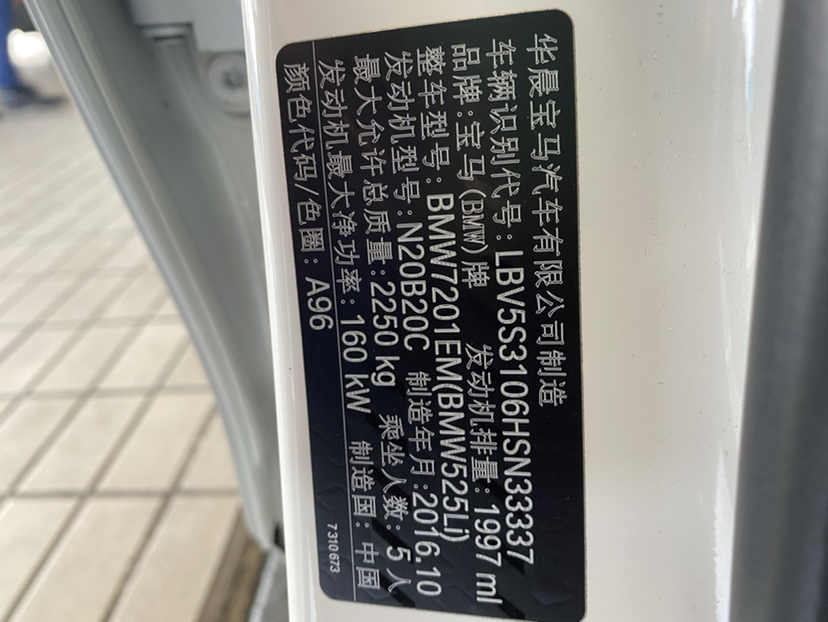 华晨宝马汽车有限公司制造
车辆识别代号: LBV5S3106HSN33337
品牌: 宝马(BMW)牌 发动机排量: 1997 ml
整车型号: BMW7201EM(BMW525Li)
发动机型号: N20B20C 制造年月: 2016.10
最大允许总质量: 2250 kg 乘坐人数: 5 人
发动机最大净功率: 160 kW 制造国: 中国
颜色代码/色圈: A96
7310673